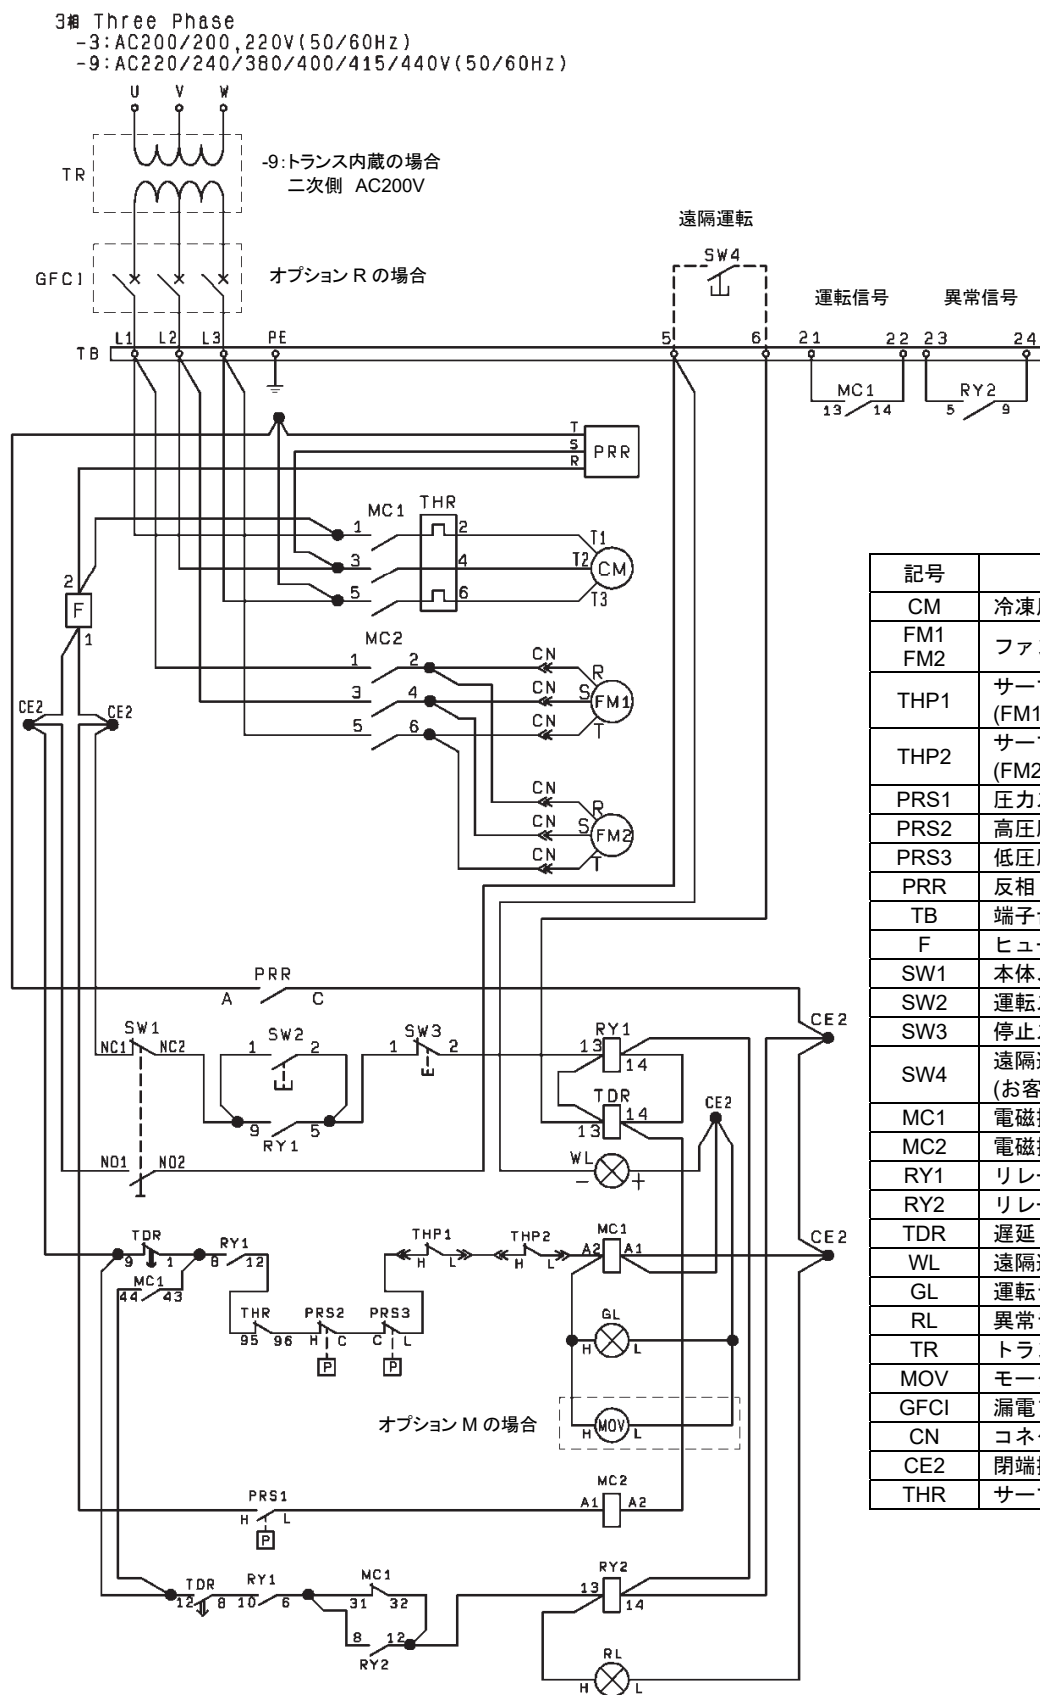 3相 Three Phase
-3:AC200/200,220V(50/60Hz)
-9:AC220/240/380/400/415/440V(50/60Hz)
U V W
TR
-9:トランス内蔵の場合
二次側 AC200V
GFCI
オプション R の場合
遠隔運転
SW4
運転信号 異常信号
TB L1 L2 L3 PE 5 6 21 22 23 24
MC1 RY2
13 14 5 9
T
S
R
PRR
MC1 THR
1 2 T1
3 4 T2 CM
5 6 T3
2
F
1
MC2
1 2 CN R
3 4 CN S FM1
5 6 CN T
CE2 CE2
CN R
CN S FM2
CN T
PRR
A C
CE2
SW1 SW2 SW3 RY1
NC1 NC2 1 2 1 2 13 14
TDR
13 14
CE2
9 5
RY1
NO1 NO2
WL
- +
TDR RY1 THP1 THP2 MC1 CE2
9 1 8 12 H L H L A2 A1
MC1
44 43
THR PRS2 PRS3
95 96 H C C L
P P
GL
H L
オプション M の場合
H MOV L
PRS1 MC2
H L A1 A2
P
TDR RY1 MC1 RY2
12 8 10 6 31 32 13 14
8 12
RY2
RL
H L
記号
CM 冷凍
FM1
FM2
ファ
THP1 サー
(FM1
THP2 サー
(FM2
PRS1 圧力
PRS2 高圧
PRS3 低圧
PRR 反相
TB 端子
F ヒュー
SW1 本体
SW2 運転
SW3 停止
SW4 遠隔
(お客
MC1 電磁
MC2 電磁
RY1 リレー
RY2 リレー
TDR 遅延
WL 遠隔
GL 運転
RL 異常
TR トラ
MOV モー
GFCI 漏電
CN コネ
CE2 閉端
THR サー